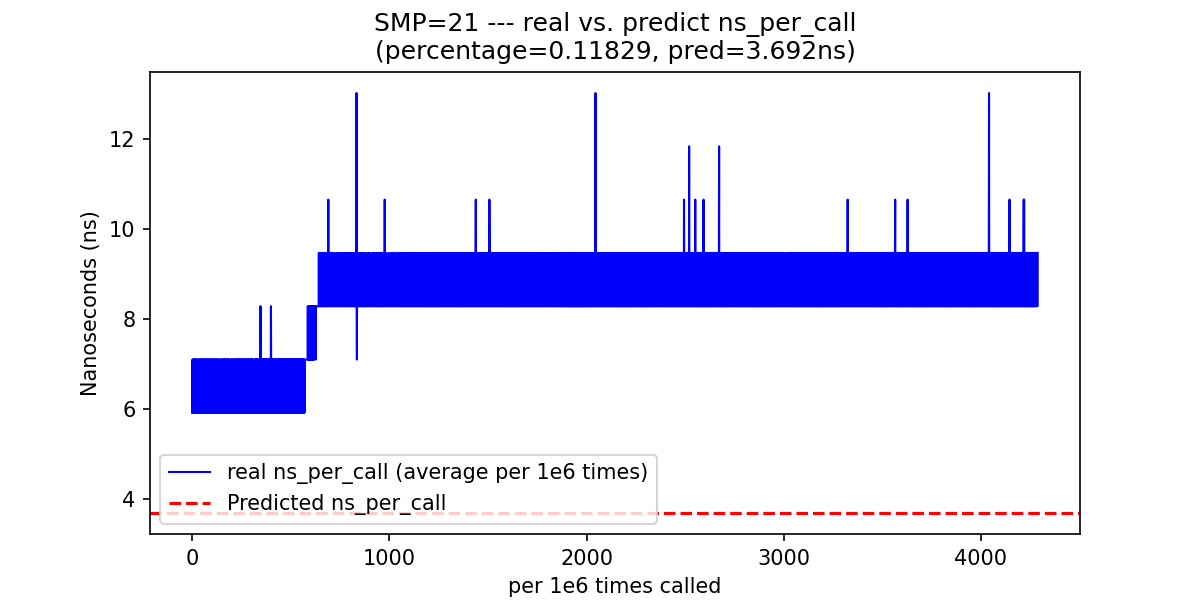 SMP=21 --- real vs. predict ns_per_call
(percentage=0.11829, pred=3.692ns)
Nanoseconds (ns)
12
10
8
6
4
real ns_per_call (average per 1e6 times)
Predicted ns_per_call
0 1000 2000 3000 4000
per 1e6 times called